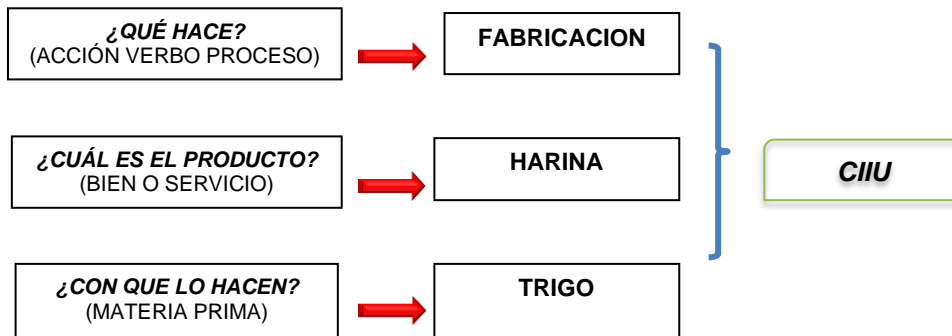 ¿QUÉ HACE?
(ACCIÓN VERBO PROCESO)
FABRICACION
¿CUÁL ES EL PRODUCTO?
(BIEN O SERVICIO)
HARINA
CIIU
¿CON QUE LO HACEN?
(MATERIA PRIMA)
TRIGO